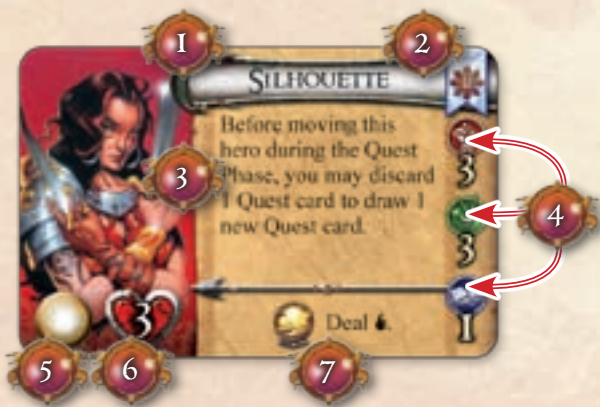 1
2
SILHOUETTE
Before moving this
hero during the Quest
Phase, you may discard
1 Quest card to draw 1
new Quest card.
3
3
3
4
1
3
Deal
5
6
7